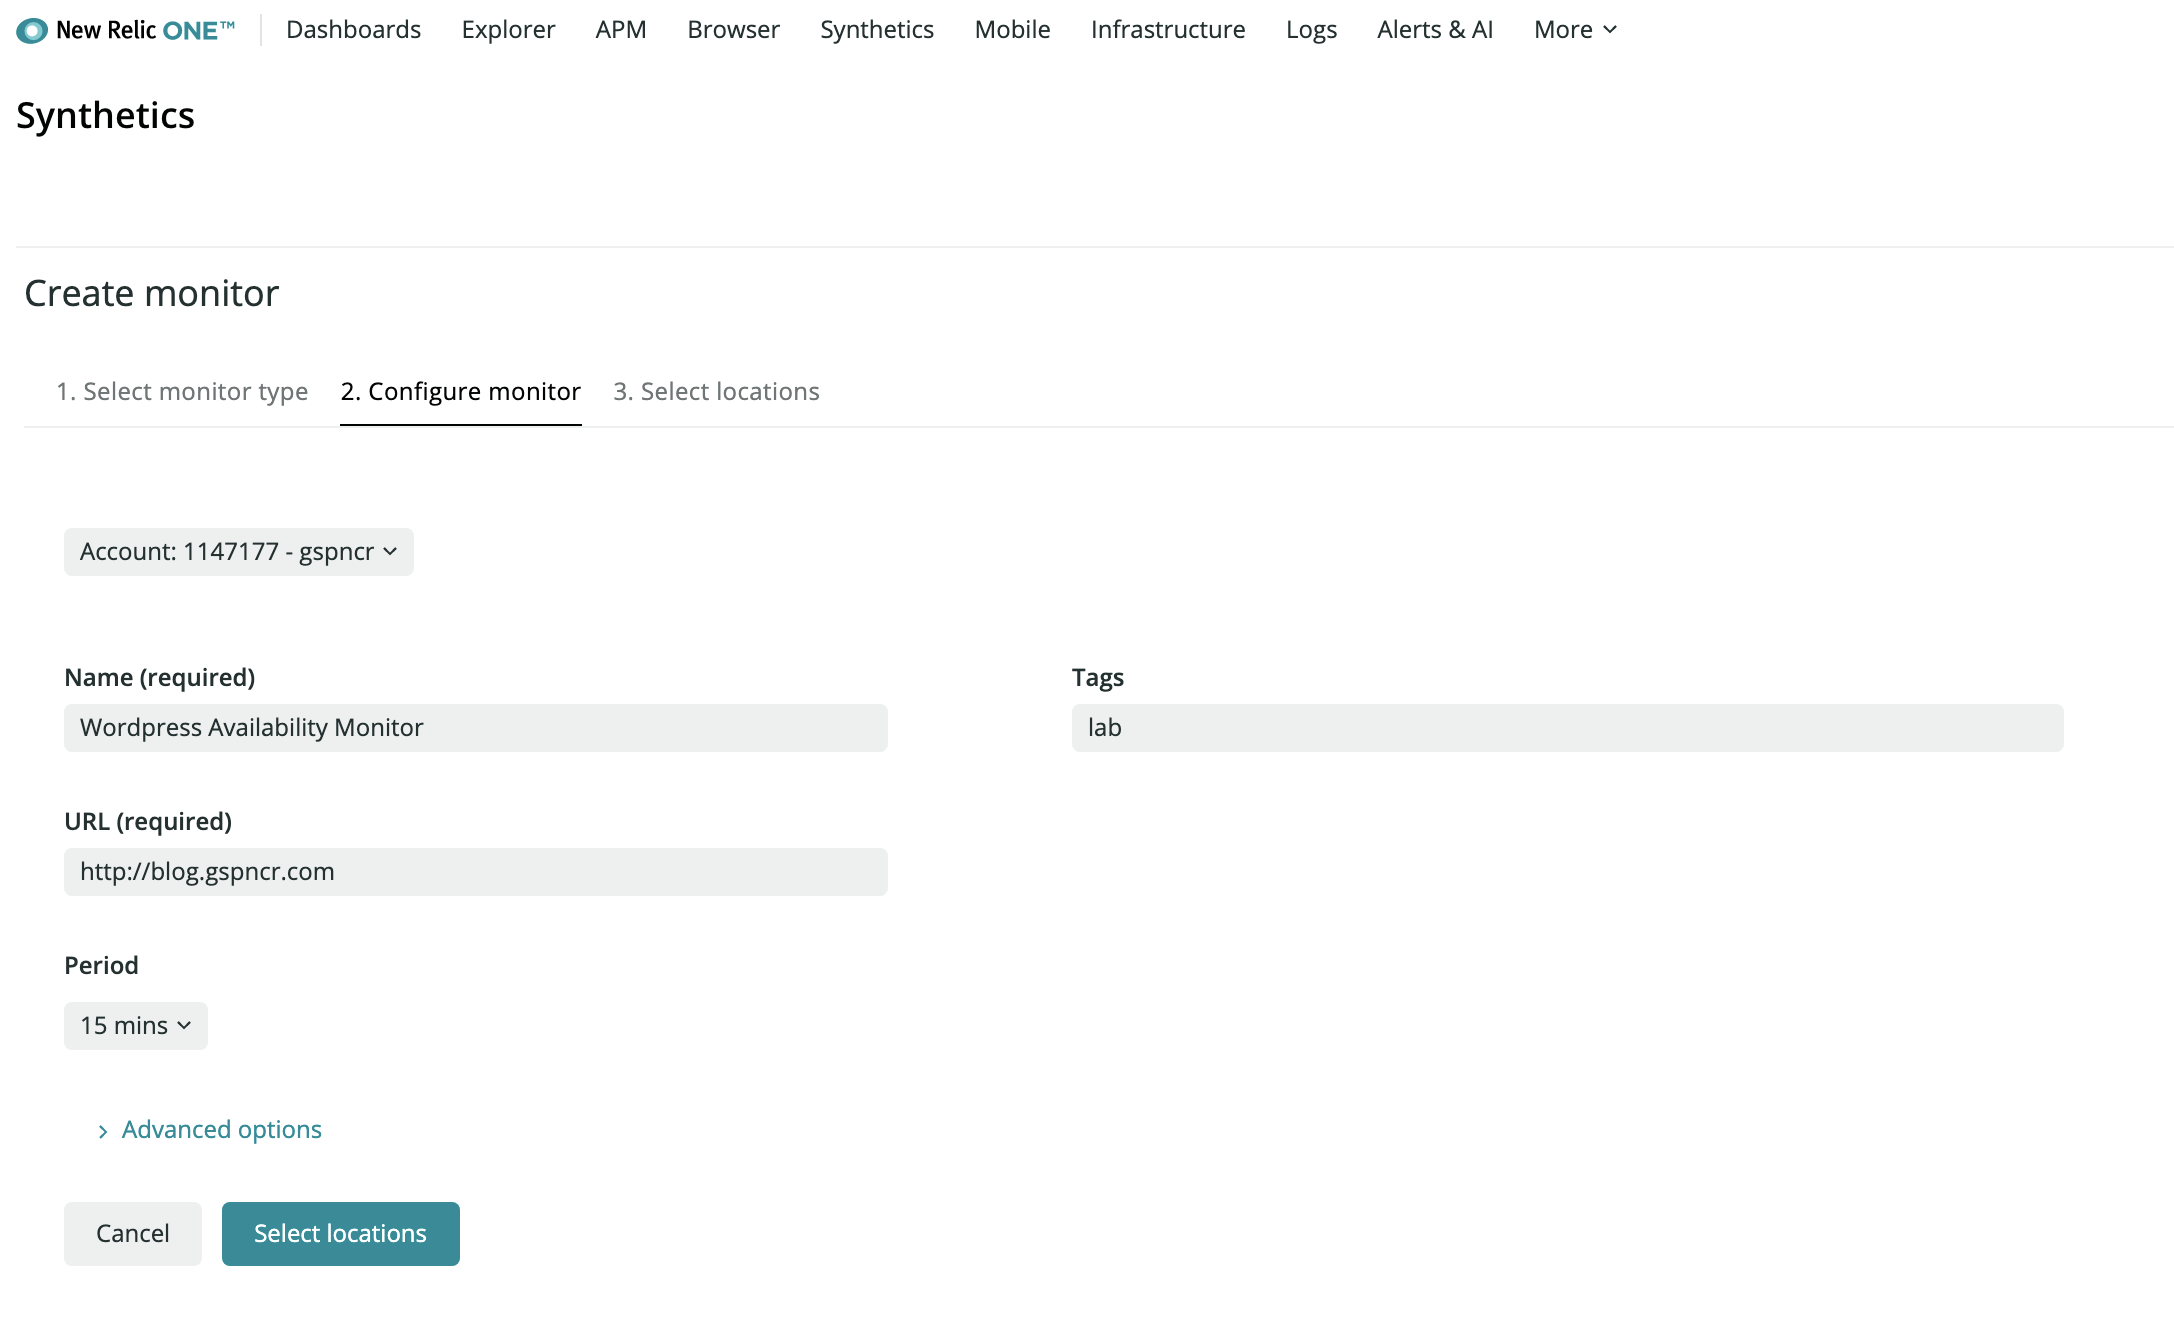 New Relic ONE™ Dashboards Explorer APM Browser Synthetics Mobile Infrastructure Logs Alerts & AI More
Synthetics
Create monitor
1. Select monitor type 2. Configure monitor 3. Select locations
Account: 1147177 - gspncr
Name (required) Tags
Wordpress Availability Monitor lab
URL (required)
http://blog.gspncr.com
Period
15 mins
Advanced options
Cancel Select locations